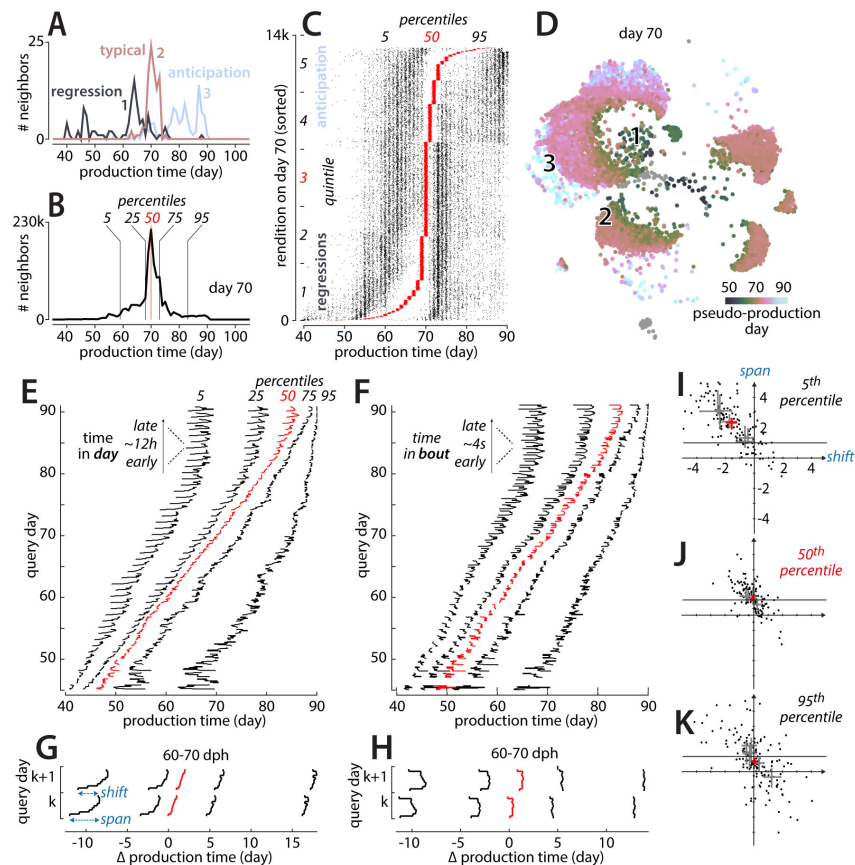 A
25
typical
2
anticipation
regression
1
3
# neighbors
0
40 50 60 70 80 90 100
production time (day)
B
percentiles
5 25 50 75 95
230k
# neighbors
day 70
0
40 50 60 70 80 90 100
production time (day)
C
percentiles
5 50 95
14k
rendition on day 70 (sorted)
0
5
4
3
2
1
anticipation
quintile
regressions
40 50 60 70 80 90
production time (day)
D
day 70
1
3
2
50 60 70 80 90
pseudo-production
day
E
percentiles
5 25 50 75 95
90
80
70
60
50
query day
late
time ~12h
in day early
40 50 60 70 80 90
production time (day)
F
90
80
70
60
50
query day
late
time ~4s
in bout early
40 50 60 70 80 90
production time (day)
G
60-70 dph
query day
k+1
k
shift
span
-10 -5 0 5 10 15
Δ production time (day)
H
60-70 dph
query day
k+1
k
-10 -5 0 5 10
Δ production time (day)
I
span
5th
percentile
4
2
-4 -2 2 4
shift
-2
-4
J
50th
percentile
K
95th
percentile